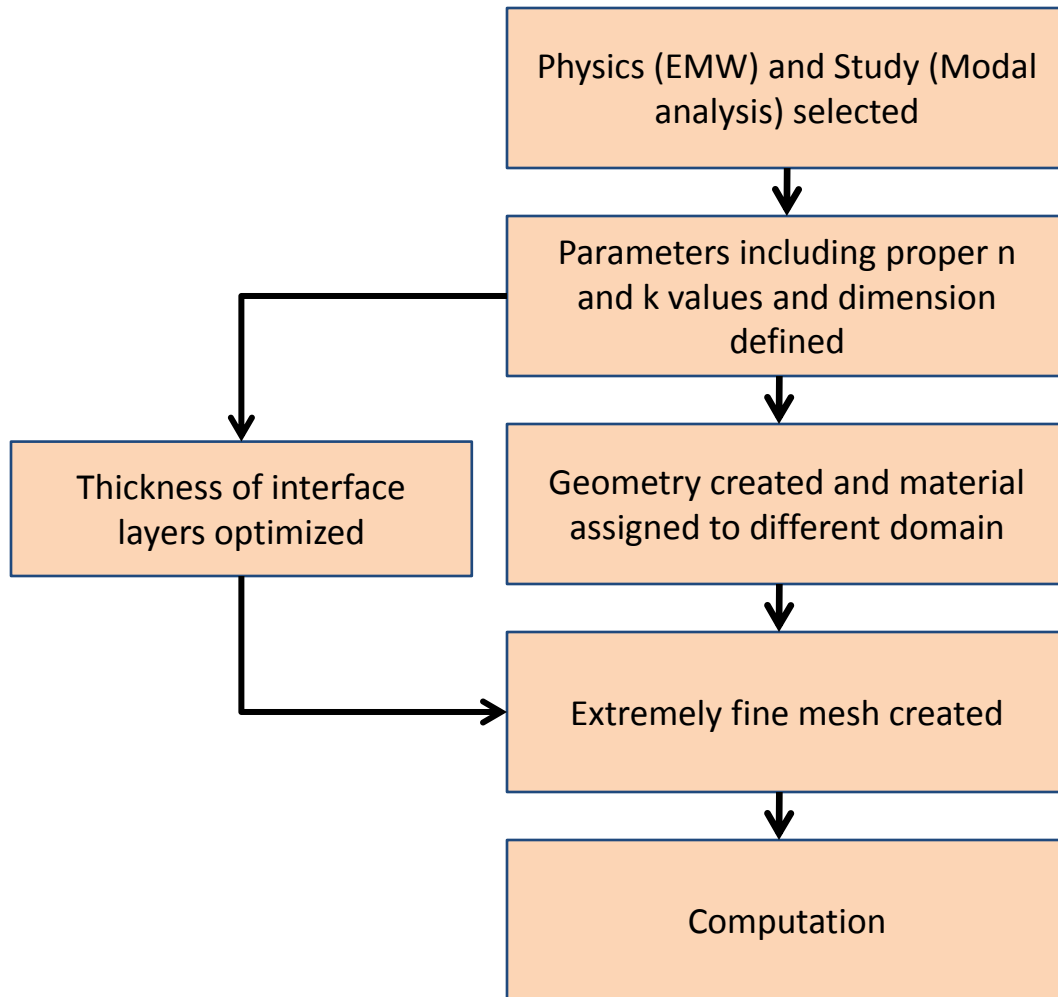 Physics (EMW) and Study (Modal
analysis) selected
Parameters including proper n
and k values and dimension
defined
Thickness of interface
layers optimized
Geometry created and material
assigned to different domain
Extremely fine mesh created
Computation